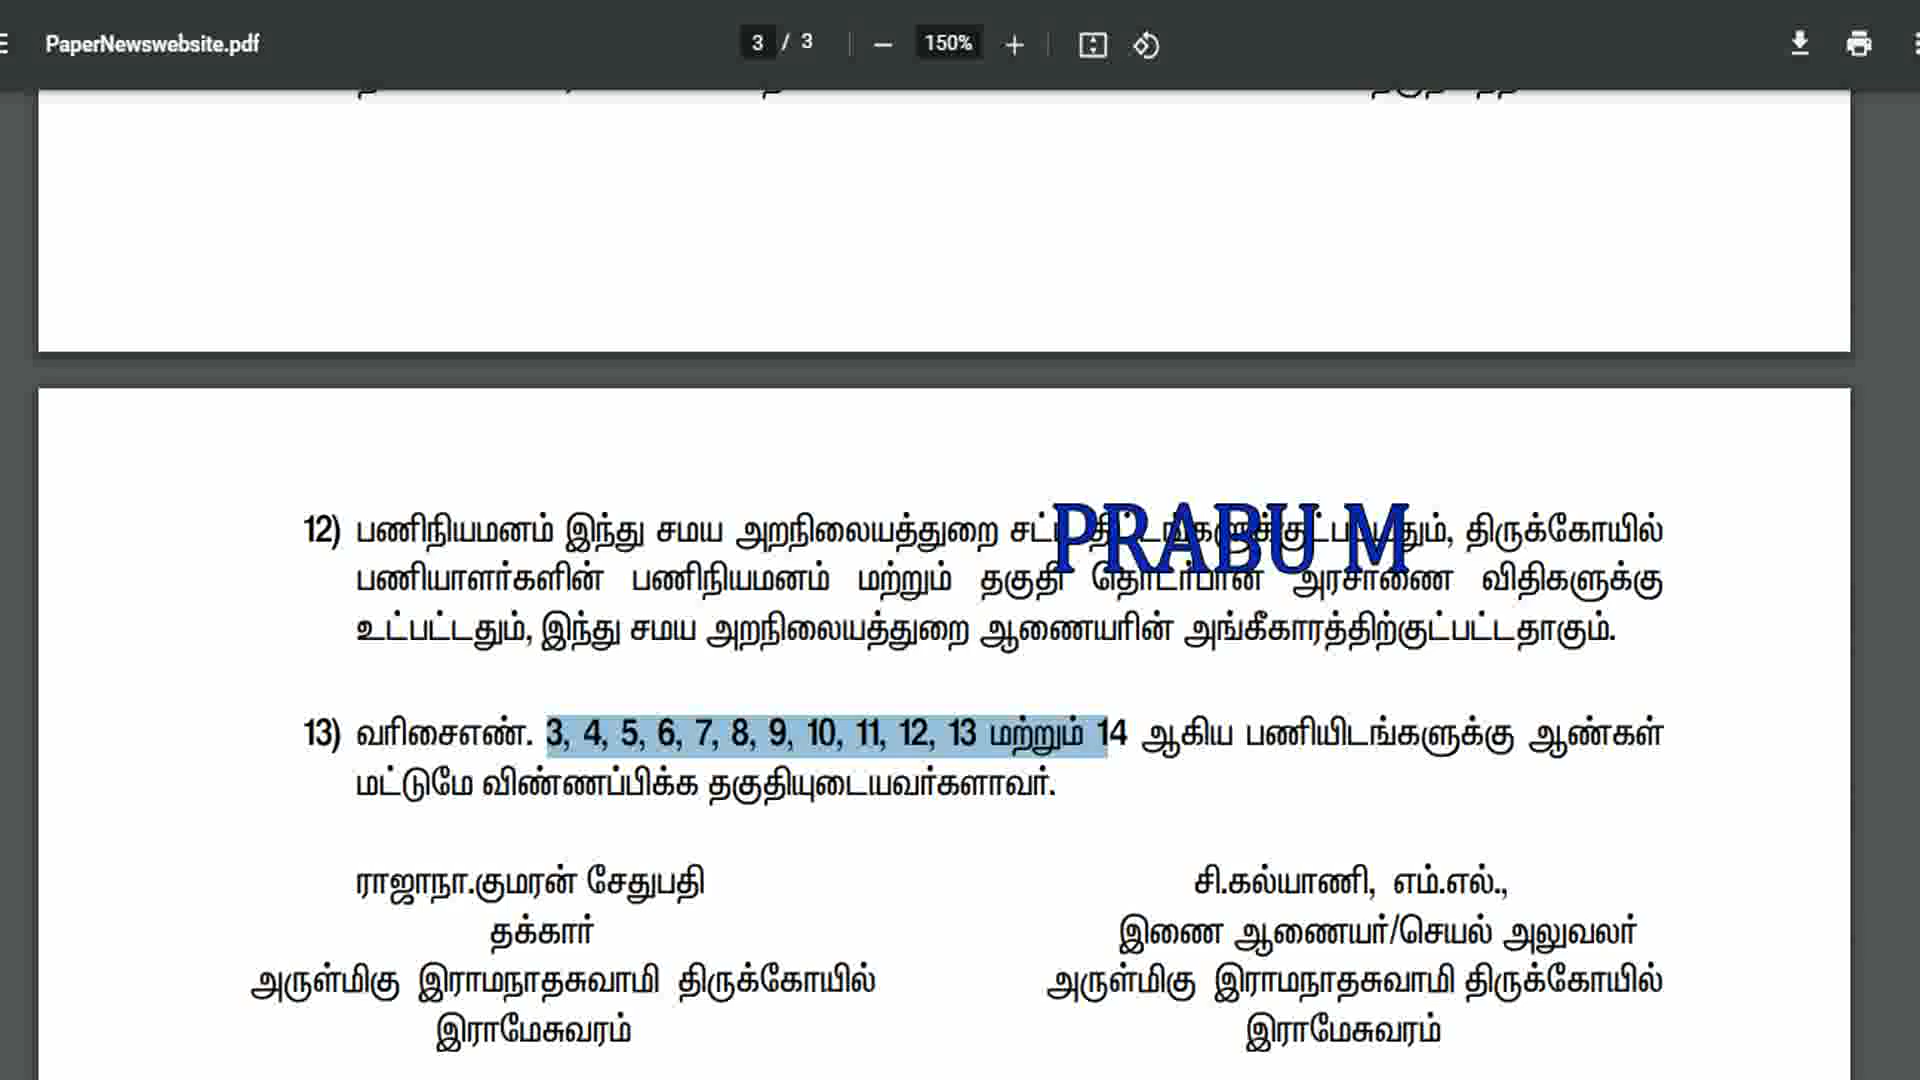 PaperNewswebsite.pdf
3 / 3
150%
12) பணிநியமனம் இந்து சமய அறநிலையத்துறை திருக்கோயில்
PRABU M
பணியாளர்களின் பணிநியமனம் மற்றும் தகுதி தொடர்பான அரசாணை விதிகளுக்கு
உட்பட்டதும், இந்து சமய அறநிலையத்துறை ஆணையரின் அங்கீகாரத்திற்குட்பட்டதாகும்.
13) வரிசைஎண். 3, 4, 5, 6, 7, 8, 9, 10, 11, 12, 13 மற்றும் 14 ஆகிய பணியிடங்களுக்கு ஆண்கள்
மட்டுமே விண்ணப்பிக்க தகுதியுடையவர்களாவர்.
ராஜாநா.குமரன் சேதுபதி
தக்கார்
அருள்மிகு இராமநாதசுவாமி திருக்கோயில்
இராமேசுவரம்
சி.கல்யாணி, எம்.எல்.,
இணை ஆணையர்/செயல் அலுவலர்
அருள்மிகு இராமநாதசுவாமி திருக்கோயில்
இராமேசுவரம்